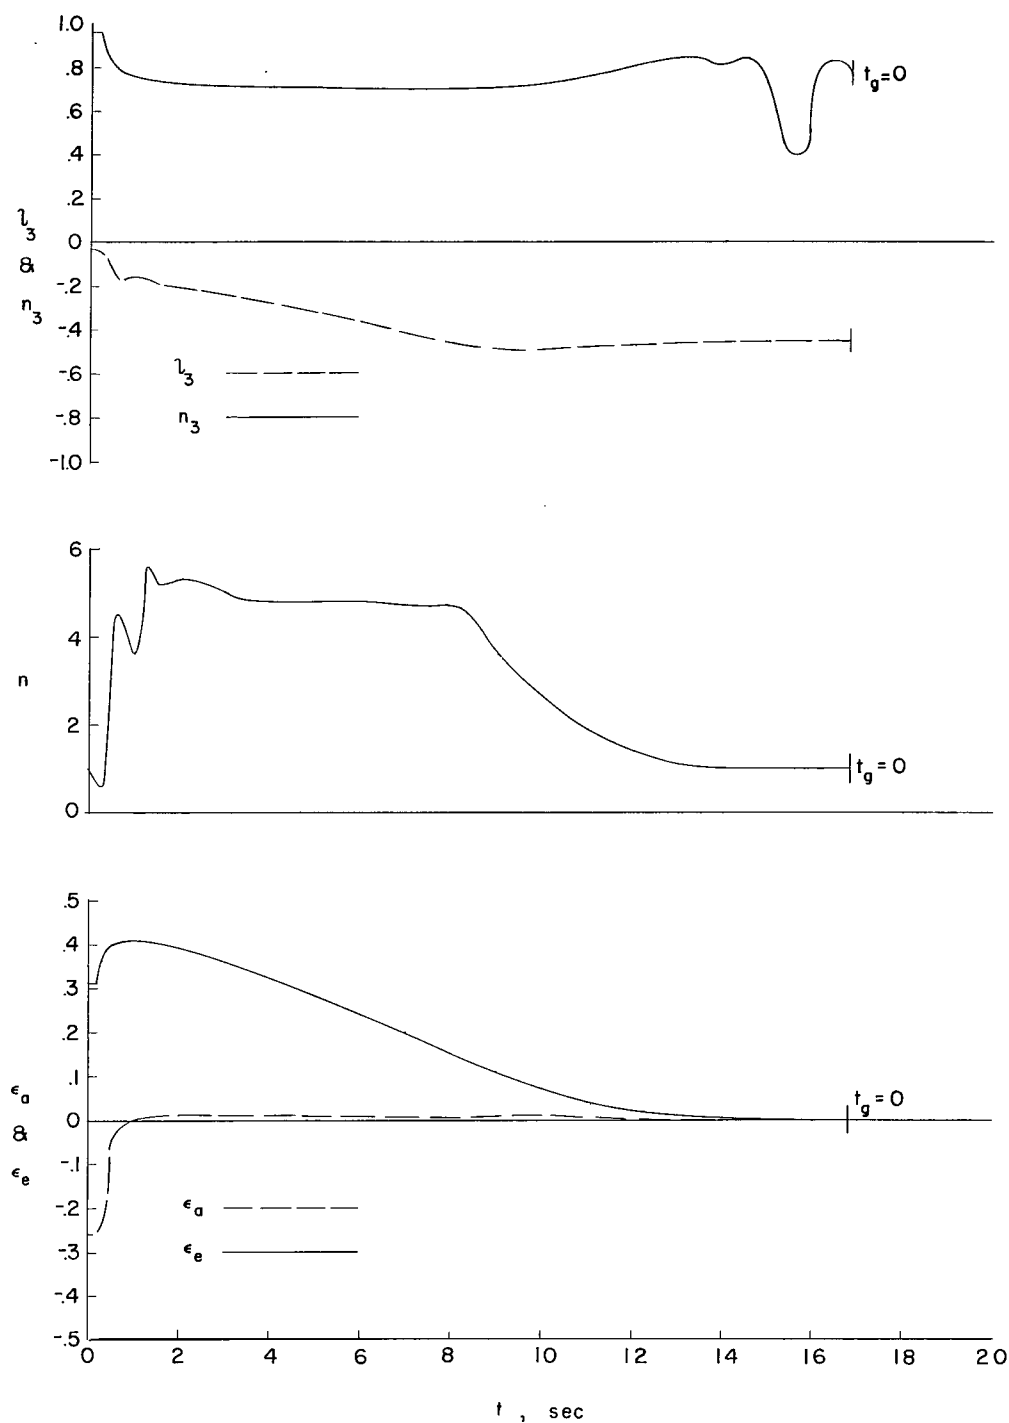 1.0
.8
.6
.4
.2
0
-.2
-.4
-.6
-.8
-1.0
l3
&
n3
tg=0
l3
n3
6
4
2
0
n
tg=0
.5
.4
.3
.2
.1
0
-.1
-.2
-.3
-.4
-.5
εa
&
εe
tg=0
εa
εe
0 2 4 6 8 10 12 14 16 18 20
t, sec